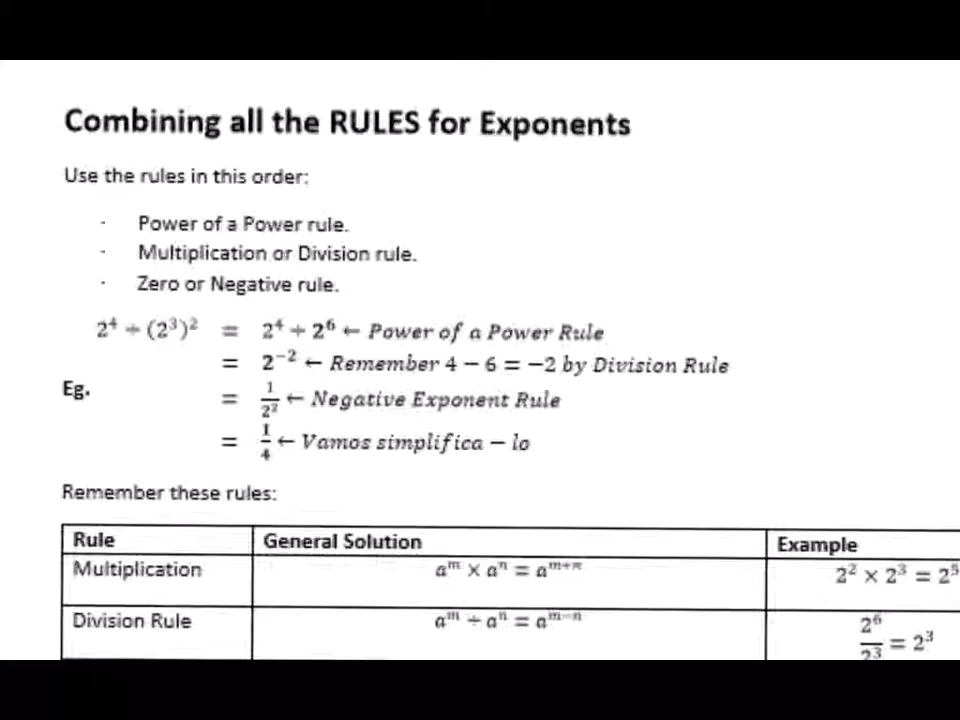 Combining all the RULES for Exponents
Use the rules in this order:
· Power of a Power rule.
· Multiplication or Division rule.
· Zero or Negative rule.
2⁴ ÷ (2³)² = 2⁴ ÷ 2⁶ ← Power of a Power Rule
= 2⁻² ← Remember 4 − 6 = −2 by Division Rule
Eg.
= 1/2² ← Negative Exponent Rule
= 1/4 ← Vamos simplifica − lo
Remember these rules:
Rule General Solution Example
Multiplication aᵐ × aⁿ = aᵐ⁺ⁿ 2² × 2³ = 2⁵
Division Rule aᵐ ÷ aⁿ = aᵐ⁻ⁿ 2⁶/2³ = 2³